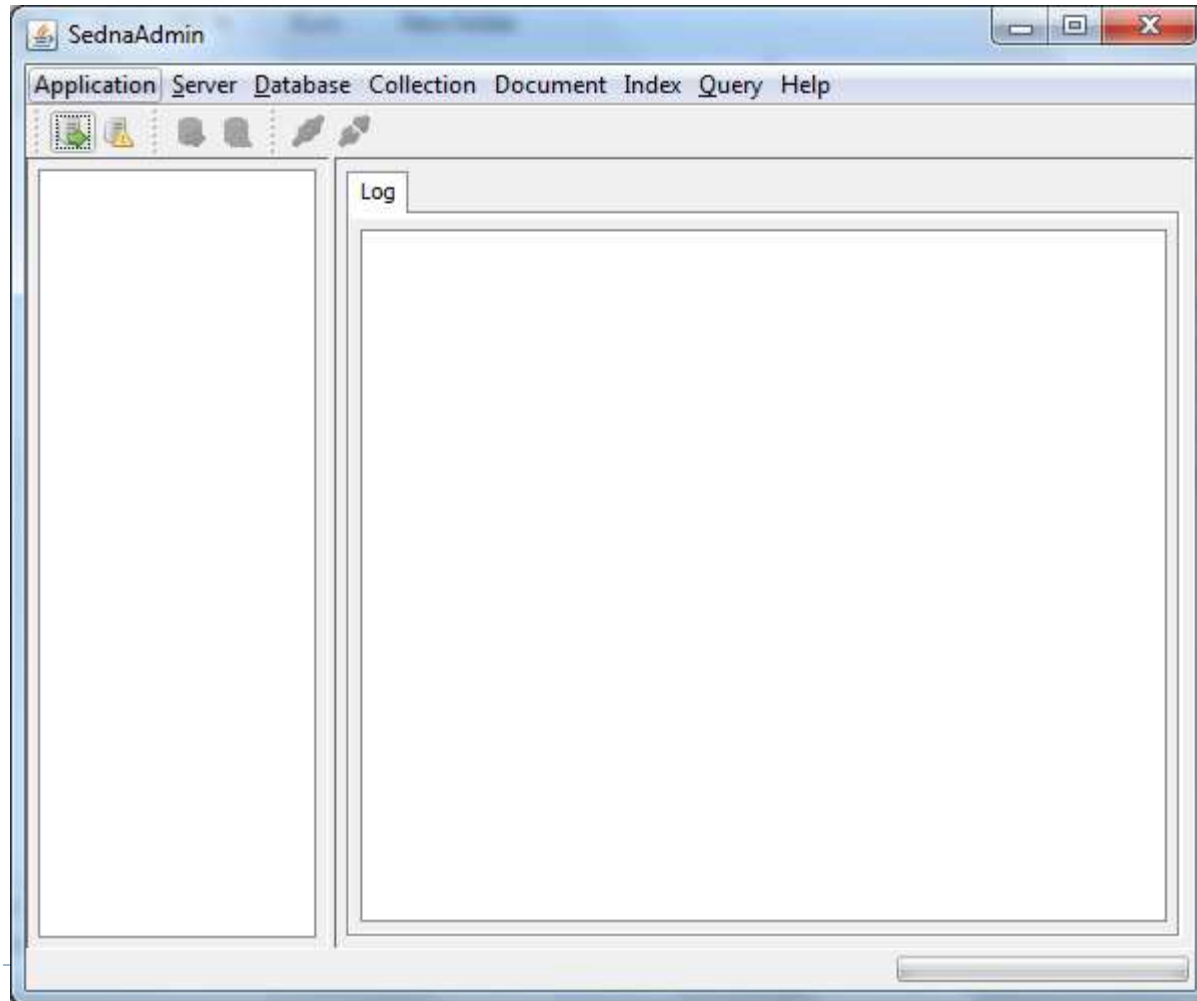 SednaAdmin
Application Server Database Collection Document Index Query Help
Log